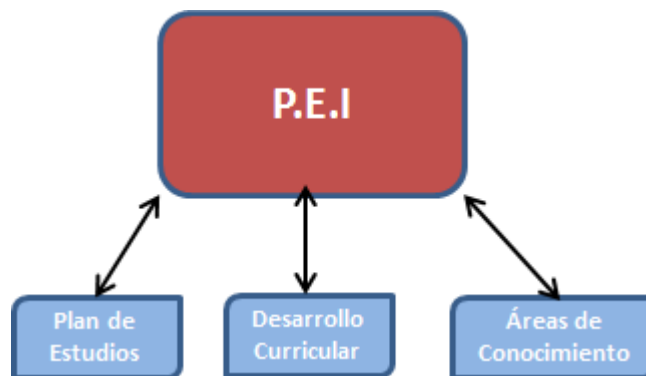 P.E.I
Plan de
Estudios
Desarrollo
Curricular
Áreas de
Conocimiento